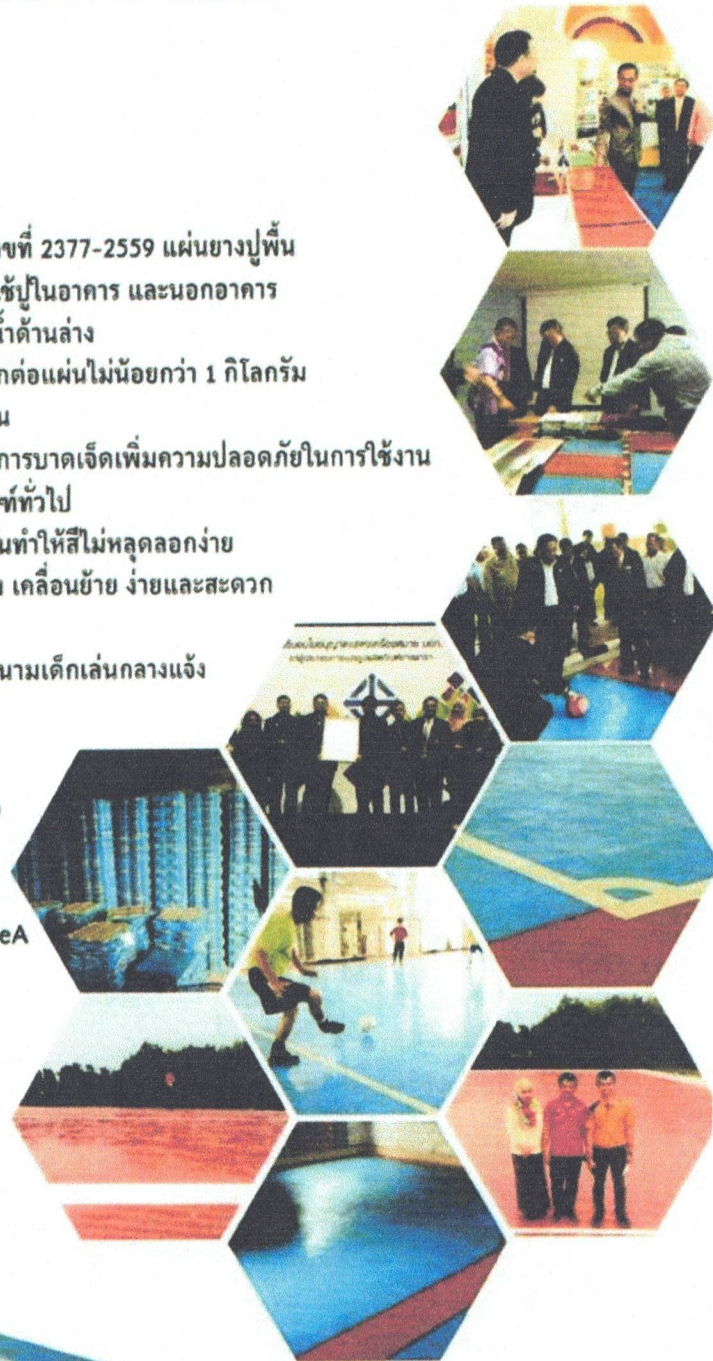 ขที่ 2377-2559 แผ่นยางปูพื้น
ช้ปูในอาคาร และนอกอาคาร
น้ำด้านล่าง
กต่อแผ่นไม่น้อยกว่า 1 กิโลกรัม
น
การบาดเจ็ดเพิ่มความปลอดภัยในการใช้งาน
ฑ์ทั่วไป
นทำให้สีไม่หลุดลอกง่าย
เคลื่อนย้าย ง่ายและสะดวก
นามเด็กเล่นกลางแจ้ง
eA